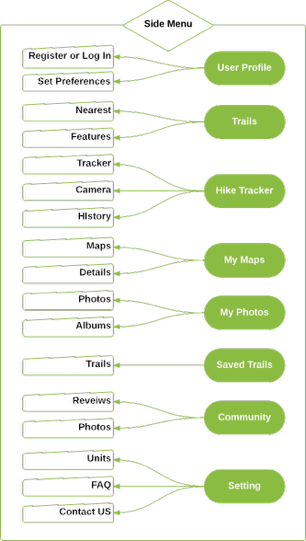 Side Menu
Register or Log In
User Profile
Set Preferences
Nearest
Trails
Features
Tracker
Camera
Hike Tracker
HIstory
Maps
My Maps
Details
Photos
My Photos
Albums
Trails
Saved Trails
Reveiws
Community
Photos
Units
FAQ
Setting
Contact US